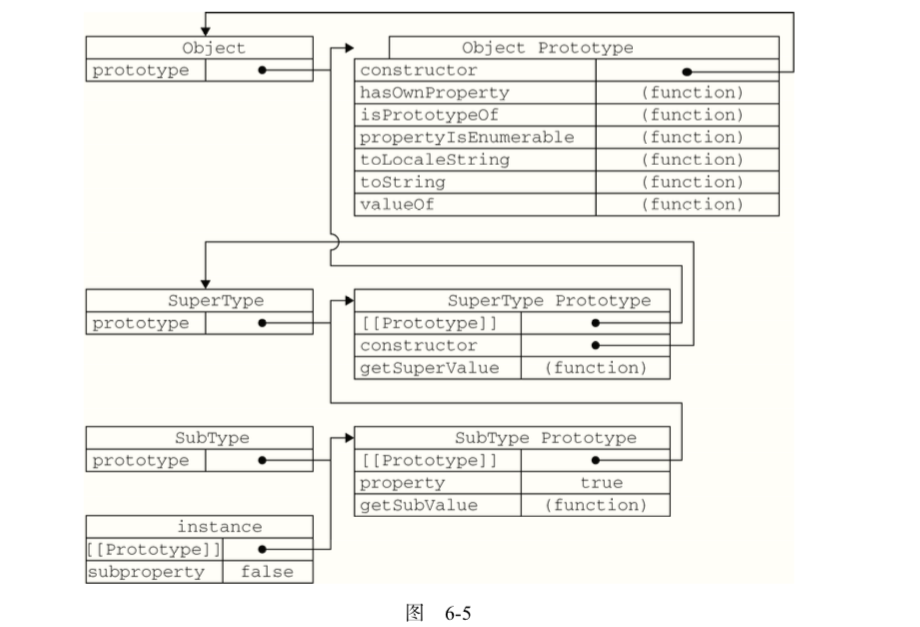 Object
prototype
Object Prototype
constructor
hasOwnProperty (function)
isPrototypeOf (function)
propertyIsEnumerable (function)
toLocaleString (function)
toString (function)
valueOf (function)
SuperType
prototype
SuperType Prototype
[[Prototype]]
constructor
getSuperValue (function)
SubType
prototype
SubType Prototype
[[Prototype]]
property true
getSubValue (function)
instance
[[Prototype]]
subproperty false
图 6-5